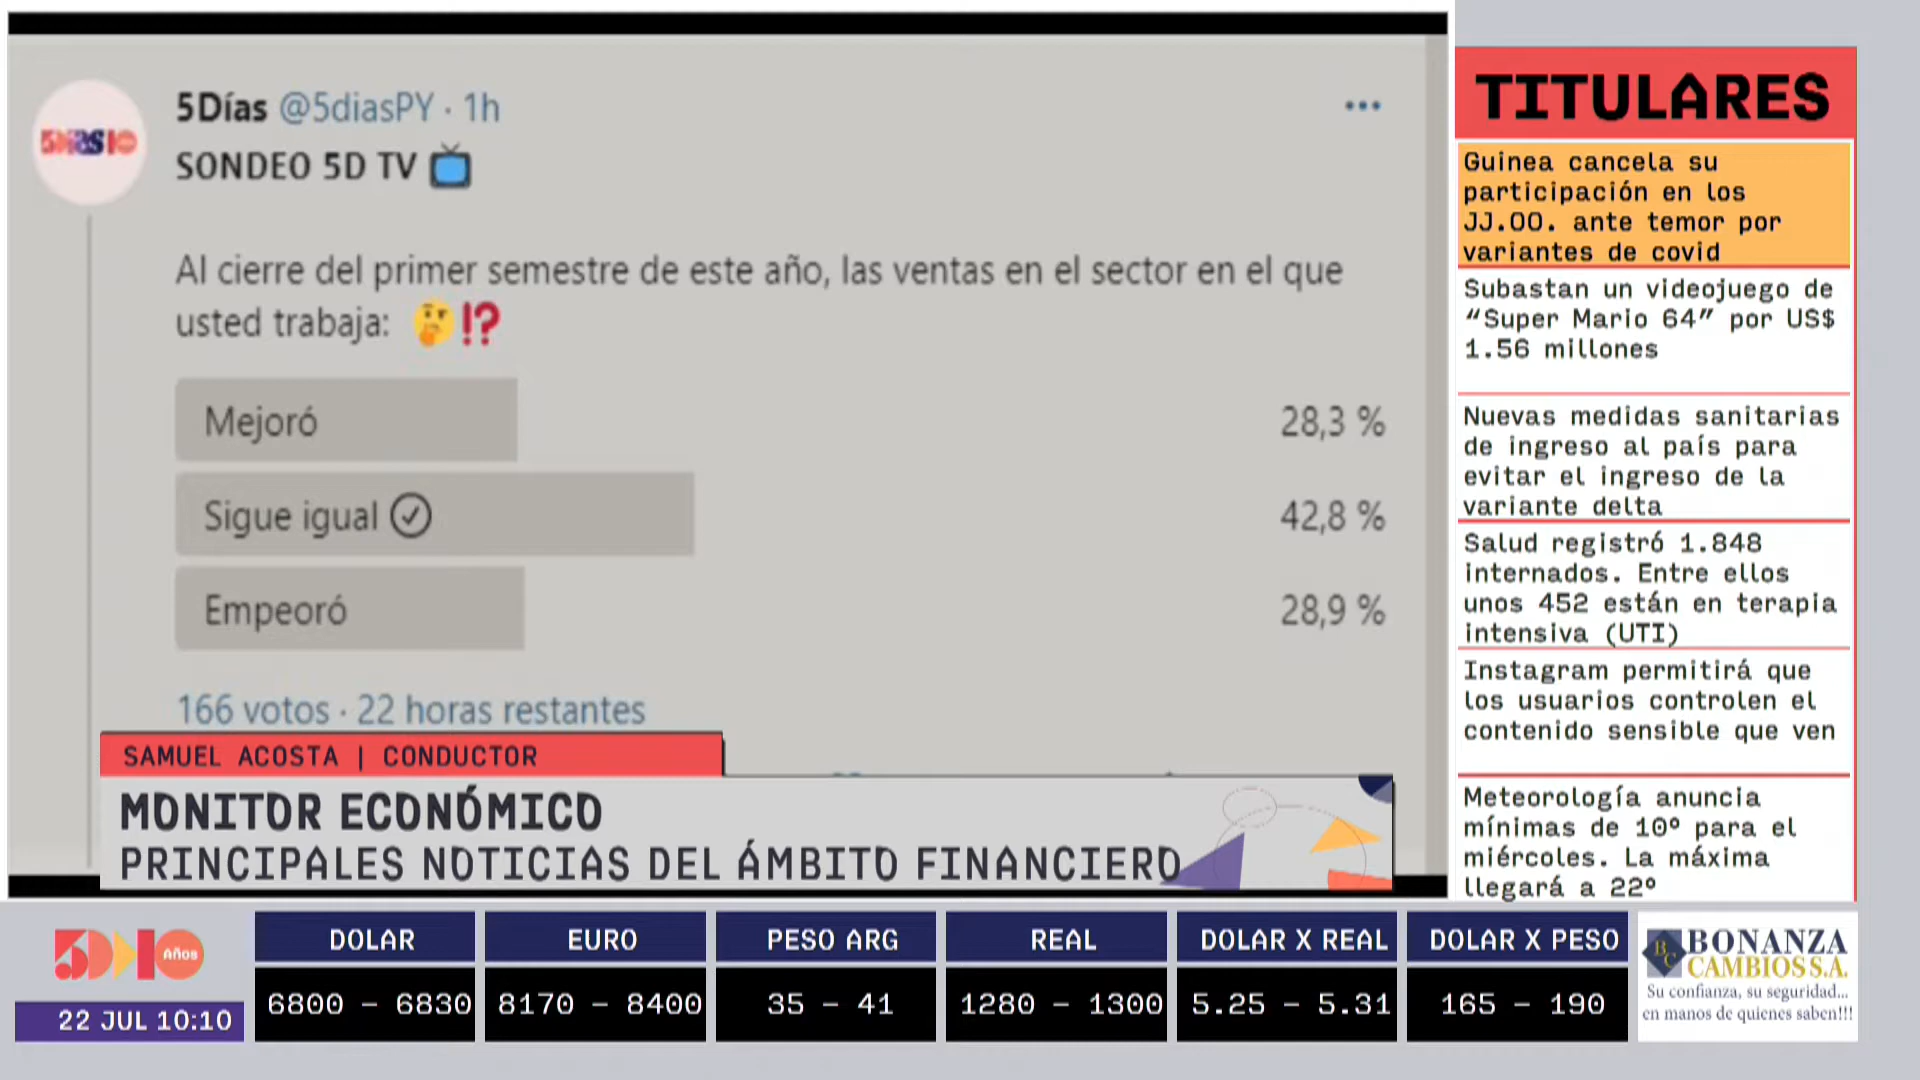 5DÍAS10
5Días @5diasPY · 1h
SONDEO 5D TV
Al cierre del primer semestre de este año, las ventas en el sector en el que
usted trabaja: 🤔⁉
Mejoró 28,3 %
Sigue igual 42,8 %
Empeoró 28,9 %
166 votos · 22 horas restantes
SAMUEL ACOSTA | CONDUCTOR
MONITOR ECONÓMICO
PRINCIPALES NOTICIAS DEL ÁMBITO FINANCIERO
TITULARES
Guinea cancela su
participación en los
JJ.OO. ante temor por
variantes de covid
Subastan un videojuego de
“Super Mario 64” por US$
1.56 millones
Nuevas medidas sanitarias
de ingreso al país para
evitar el ingreso de la
variante delta
Salud registró 1.848
internados. Entre ellos
unos 452 están en terapia
intensiva (UTI)
Instagram permitirá que
los usuarios controlen el
contenido sensible que ven
Meteorología anuncia
mínimas de 10º para el
miércoles. La máxima
llegará a 22º
5D 10 Años
22 JUL 10:10
DOLAR
6800 – 6830
EURO
8170 – 8400
PESO ARG
35 – 41
REAL
1280 – 1300
DOLAR X REAL
5.25 – 5.31
DOLAR X PESO
165 – 190
BC BONANZA
CAMBIOS S.A.
Su confianza, su seguridad...
en manos de quienes saben!!!